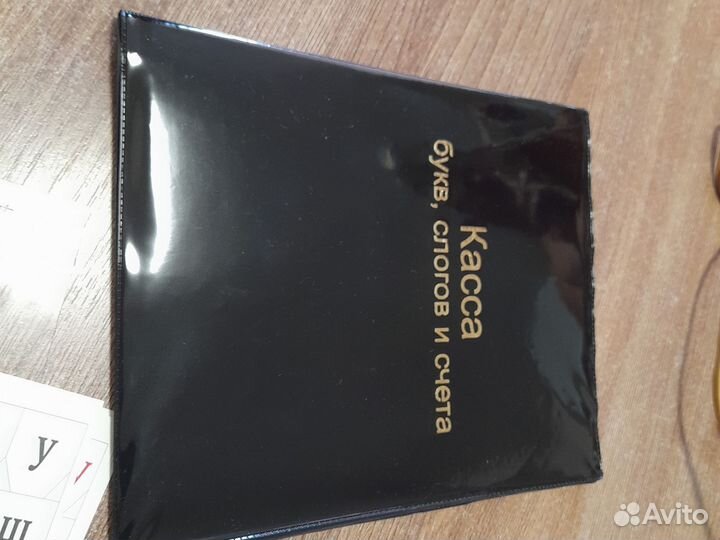 Касса
букв, слогов и счета
у
ш
Avito